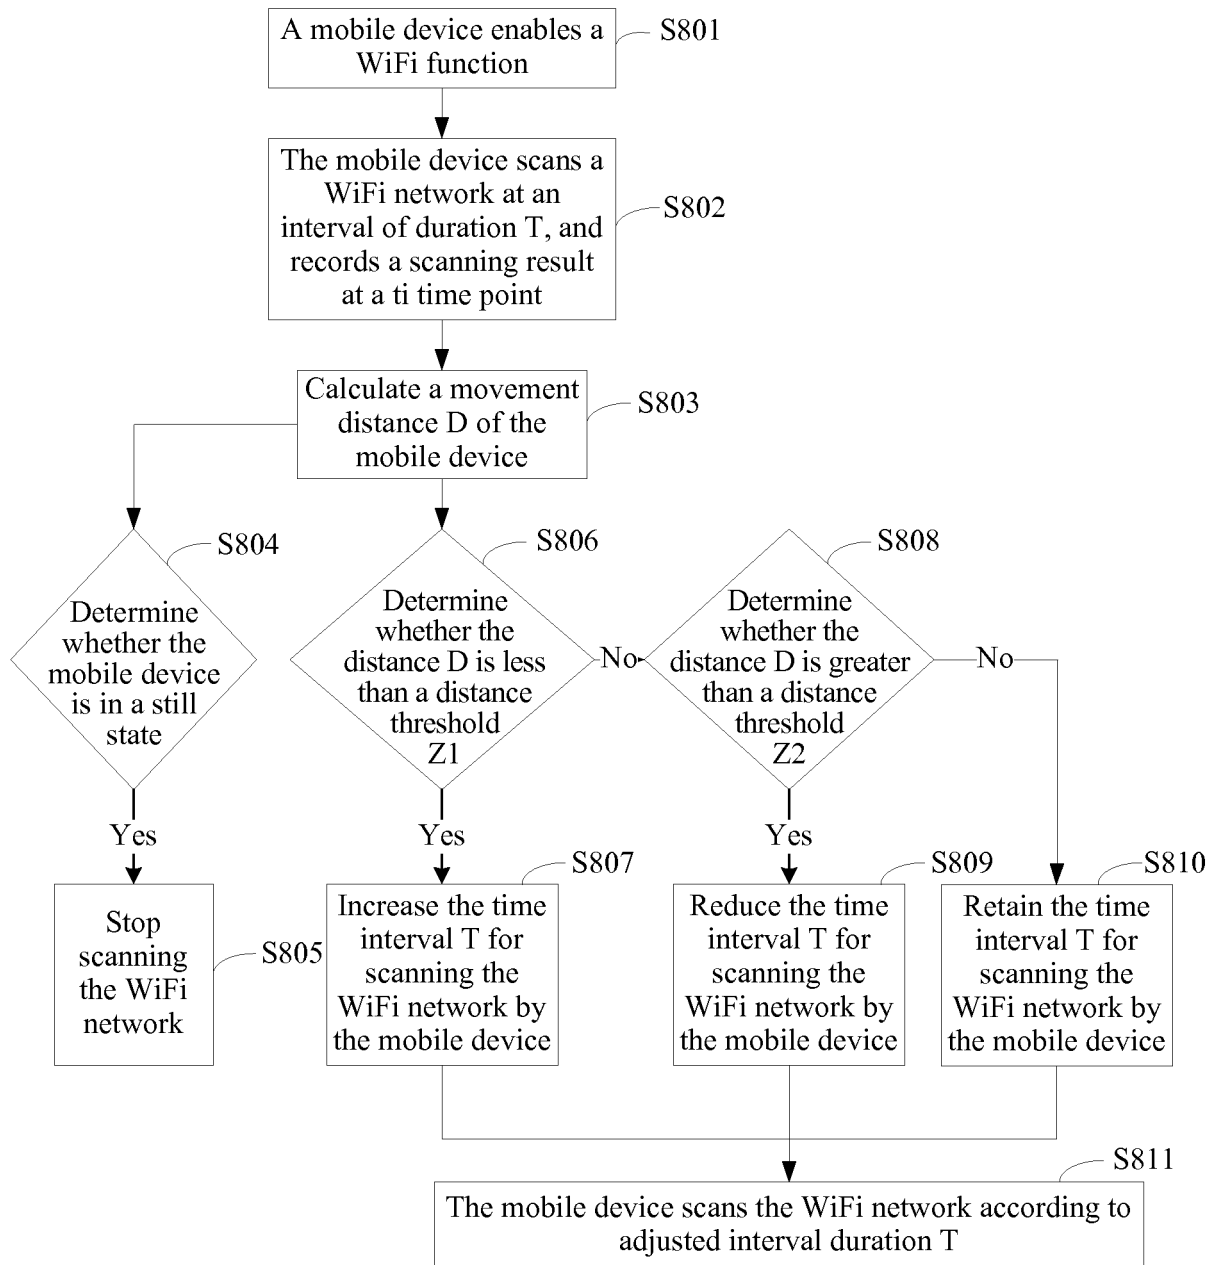 A mobile device enables a
WiFi function
S801
The mobile device scans a
WiFi network at an
interval of duration T, and
records a scanning result
at a ti time point
S802
Calculate a movement
distance D of the
mobile device
S803
S804
Determine
whether the
mobile device
is in a still
state
S806
Determine
whether the
distance D is less
than a distance
threshold
Z1
No
S808
Determine
whether the
distance D is greater
than a distance
threshold
Z2
No
Yes
Yes
Yes
Stop
scanning
the WiFi
network
S805
S807
Increase the time
interval T for
scanning the
WiFi network by
the mobile device
S809
Reduce the time
interval T for
scanning the
WiFi network by
the mobile device
S810
Retain the time
interval T for
scanning the
WiFi network by
the mobile device
S811
The mobile device scans the WiFi network according to
adjusted interval duration T